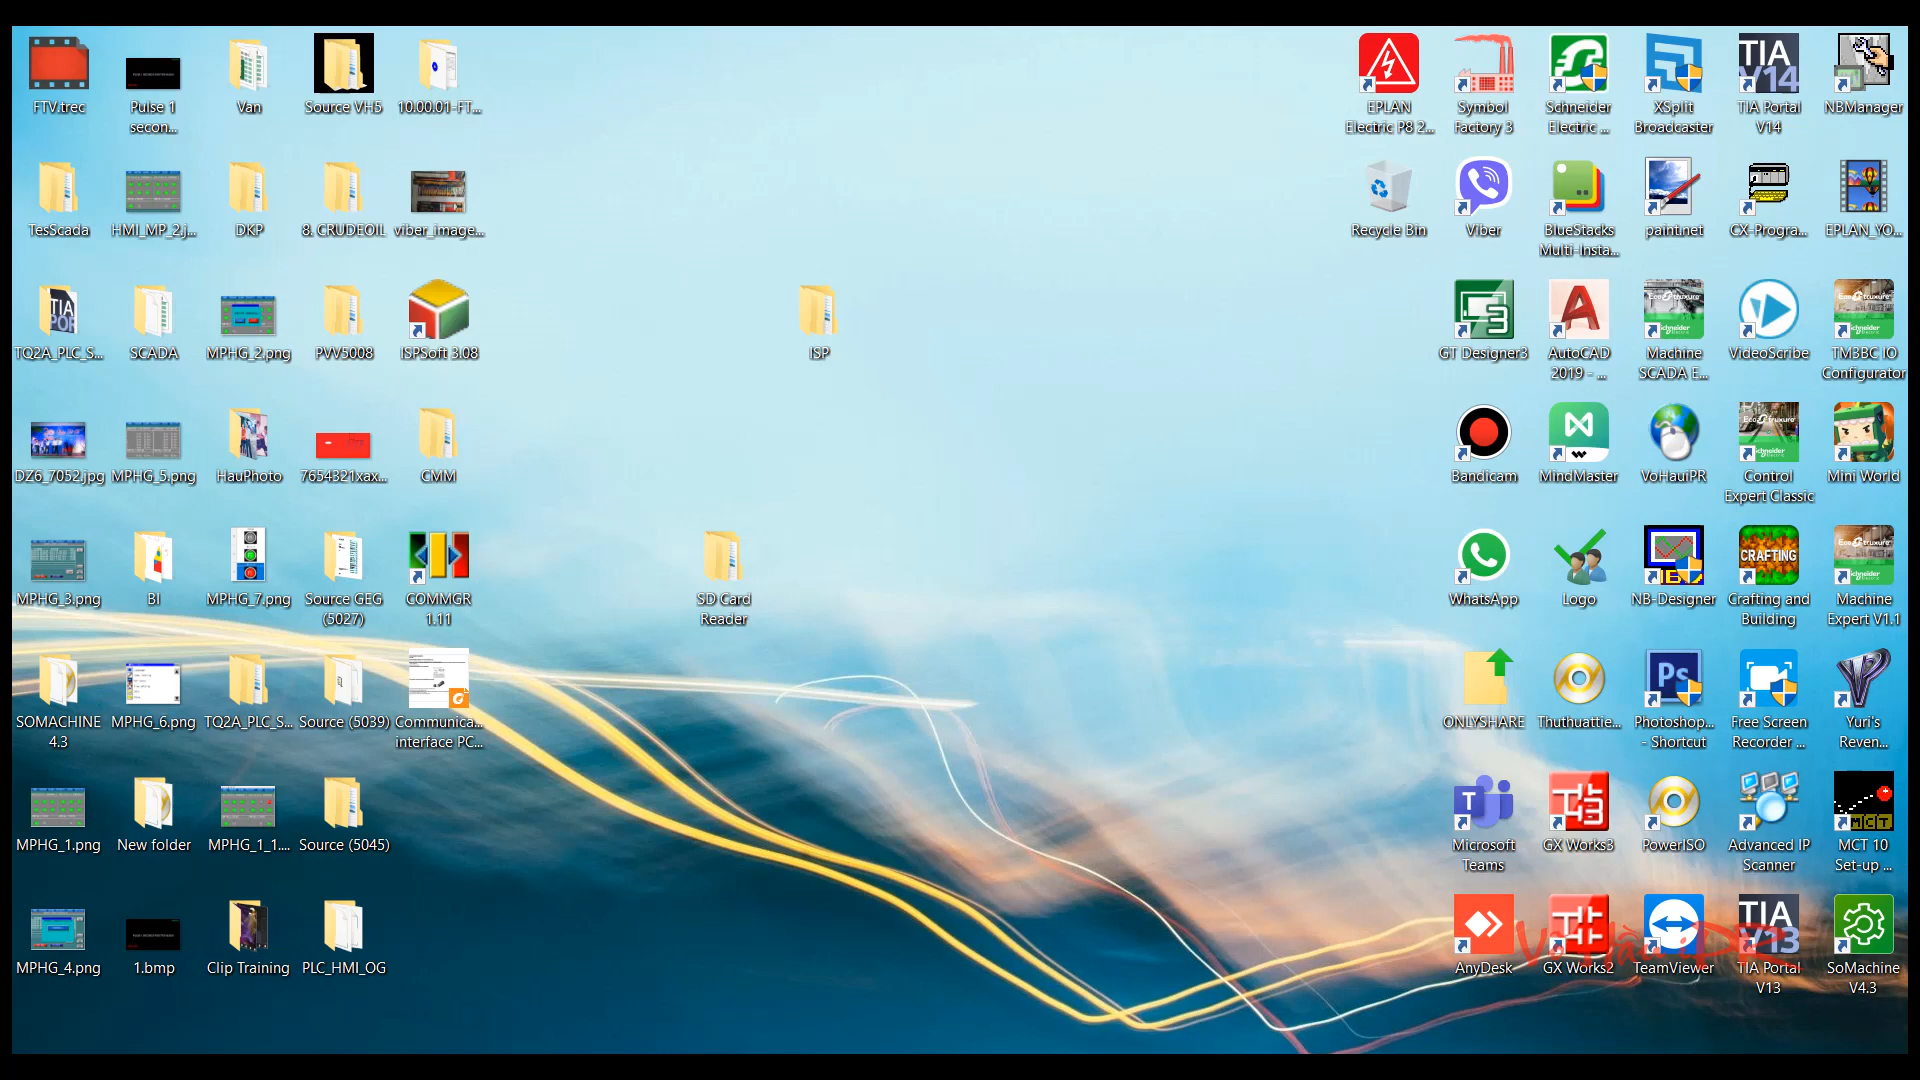 FTV.trec
Pulse 1
secon...
Van
Source VH5
10.00.01-FT...
EPLAN
Electric P8 2...
Symbol
Factory 3
Schneider
Electric ...
XSplit
Broadcaster
TIA
V14
TIA Portal
V14
NBManager
TesScada
HMI_MP_2.j...
DKP
8. CRUDEOIL
viber_image...
Recycle Bin
Viber
BlueStacks
Multi-Insta...
paint.net
CX-Progra...
EPLAN_YO...
TQ2A_PLC_S...
SCADA
MPHG_2.png
PVV5008
ISPSoft 3.08
ISP
GT Designer3
AutoCAD
2019 - ...
Machine
SCADA E...
VideoScribe
TM3BC IO
Configurator
DZ6_7052.jpg
MPHG_5.png
HauPhoto
7654321xax...
CMM
Bandicam
MindMaster
VoHauiPR
Control
Expert Classic
Mini World
MPHG_3.png
BI
MPHG_7.png
Source GEG
(5027)
COMMGR
1.11
SD Card
Reader
WhatsApp
Logo
NB-Designer
CRAFTING
Crafting and
Building
Machine
Expert V1.1
SOMACHINE
4.3
MPHG_6.png
TQ2A_PLC_S...
Source (5039)
Communica...
interface PC...
ONLYSHARE
Thuthuattie...
Ps
Photoshop...
- Shortcut
Free Screen
Recorder ...
Yuri's
Reven...
MPHG_1.png
New folder
MPHG_1_1....
Source (5045)
Microsoft
Teams
GX Works3
PowerISO
Advanced IP
Scanner
MCT
MCT 10
Set-up ...
MPHG_4.png
1.bmp
Clip Training
PLC_HMI_OG
AnyDesk
GX Works2
TeamViewer
TIA
V13
TIA Portal
V13
SoMachine
V4.3